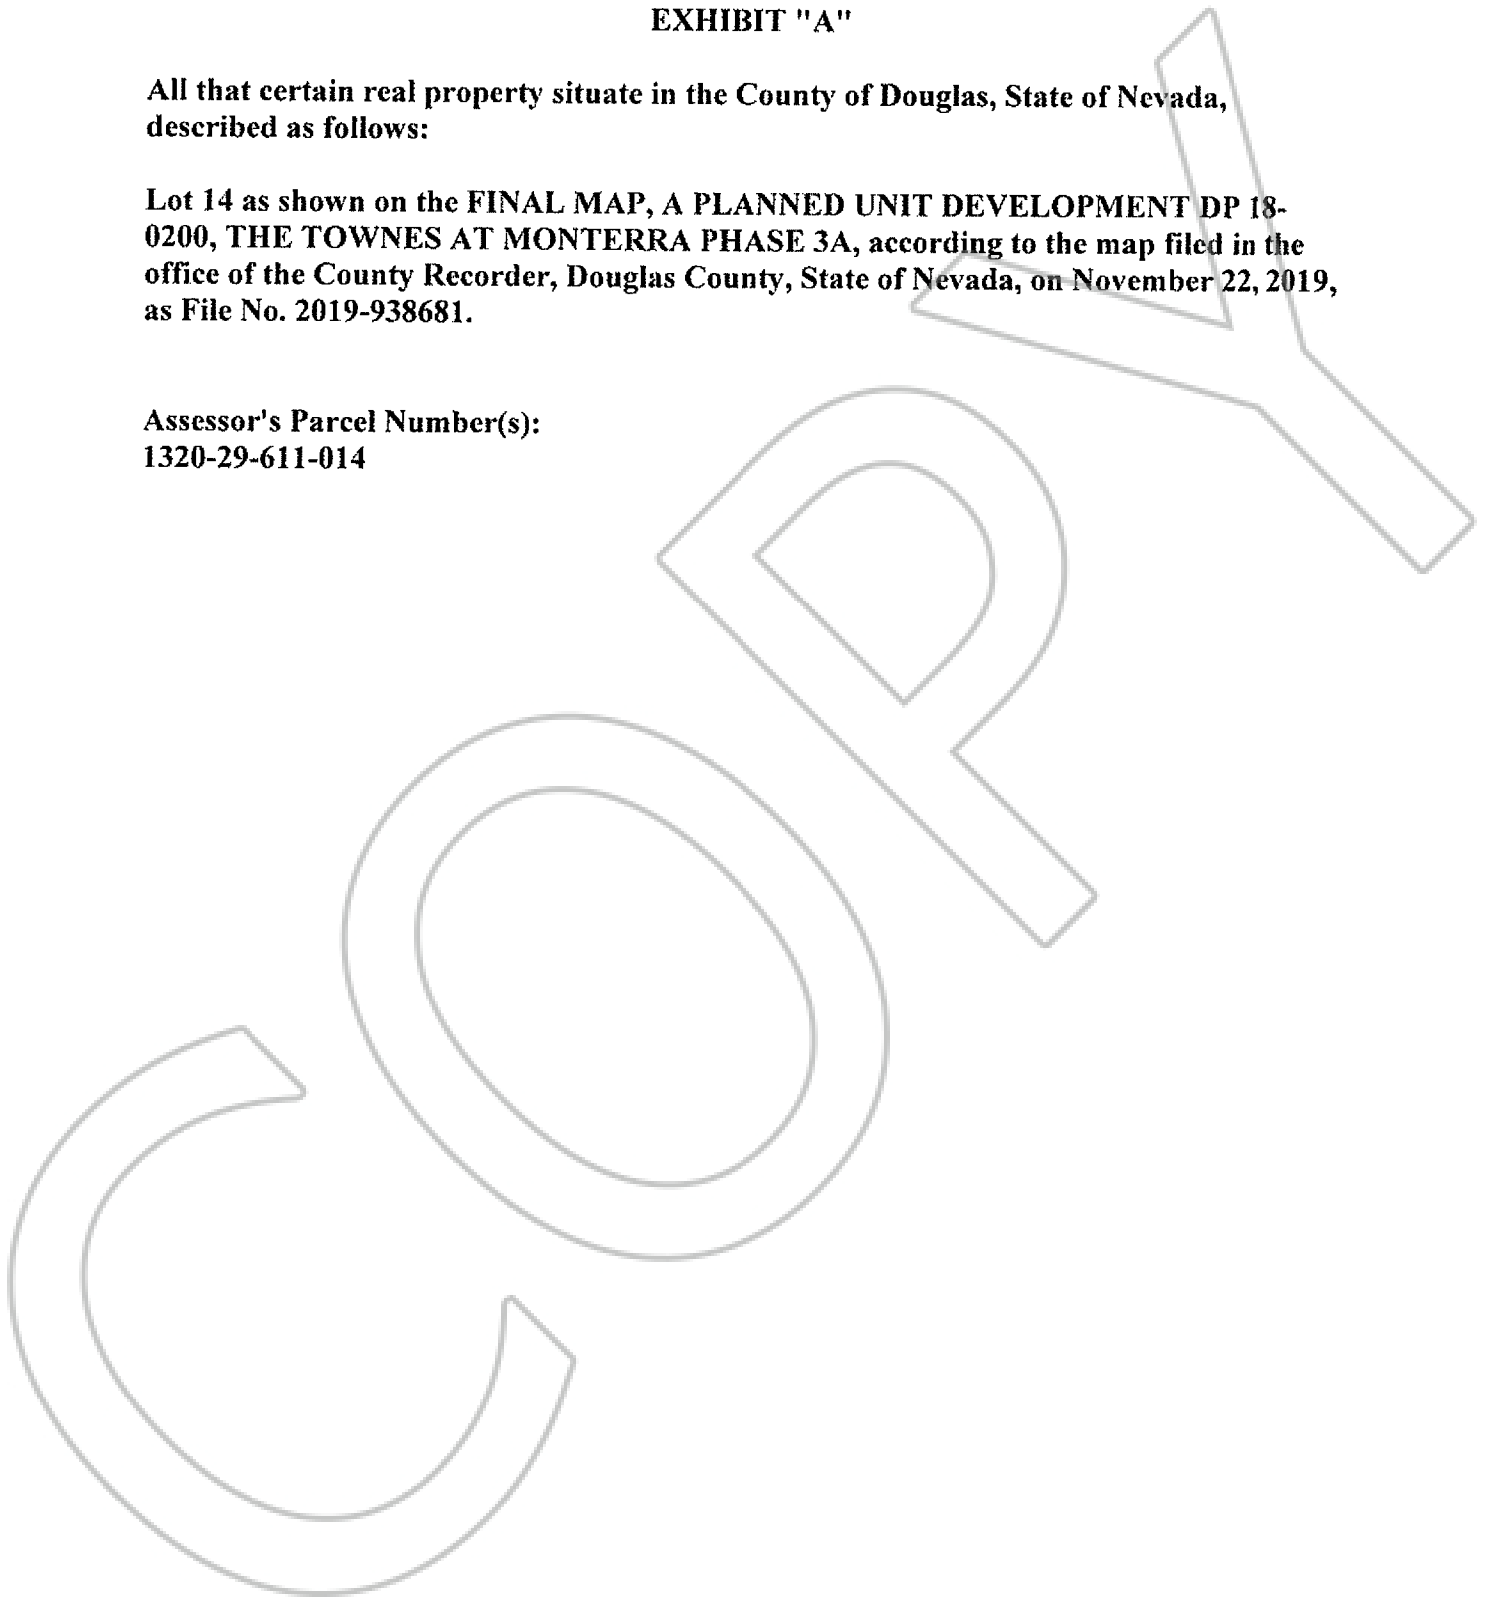 EXHIBIT "A"
All that certain real property situate in the County of Douglas, State of Nevada,
described as follows:
Lot 14 as shown on the FINAL MAP, A PLANNED UNIT DEVELOPMENT DP 18-
0200, THE TOWNES AT MONTERRA PHASE 3A, according to the map filed in the
office of the County Recorder, Douglas County, State of Nevada, on November 22, 2019,
as File No. 2019-938681.
Assessor's Parcel Number(s):
1320-29-611-014
COPY